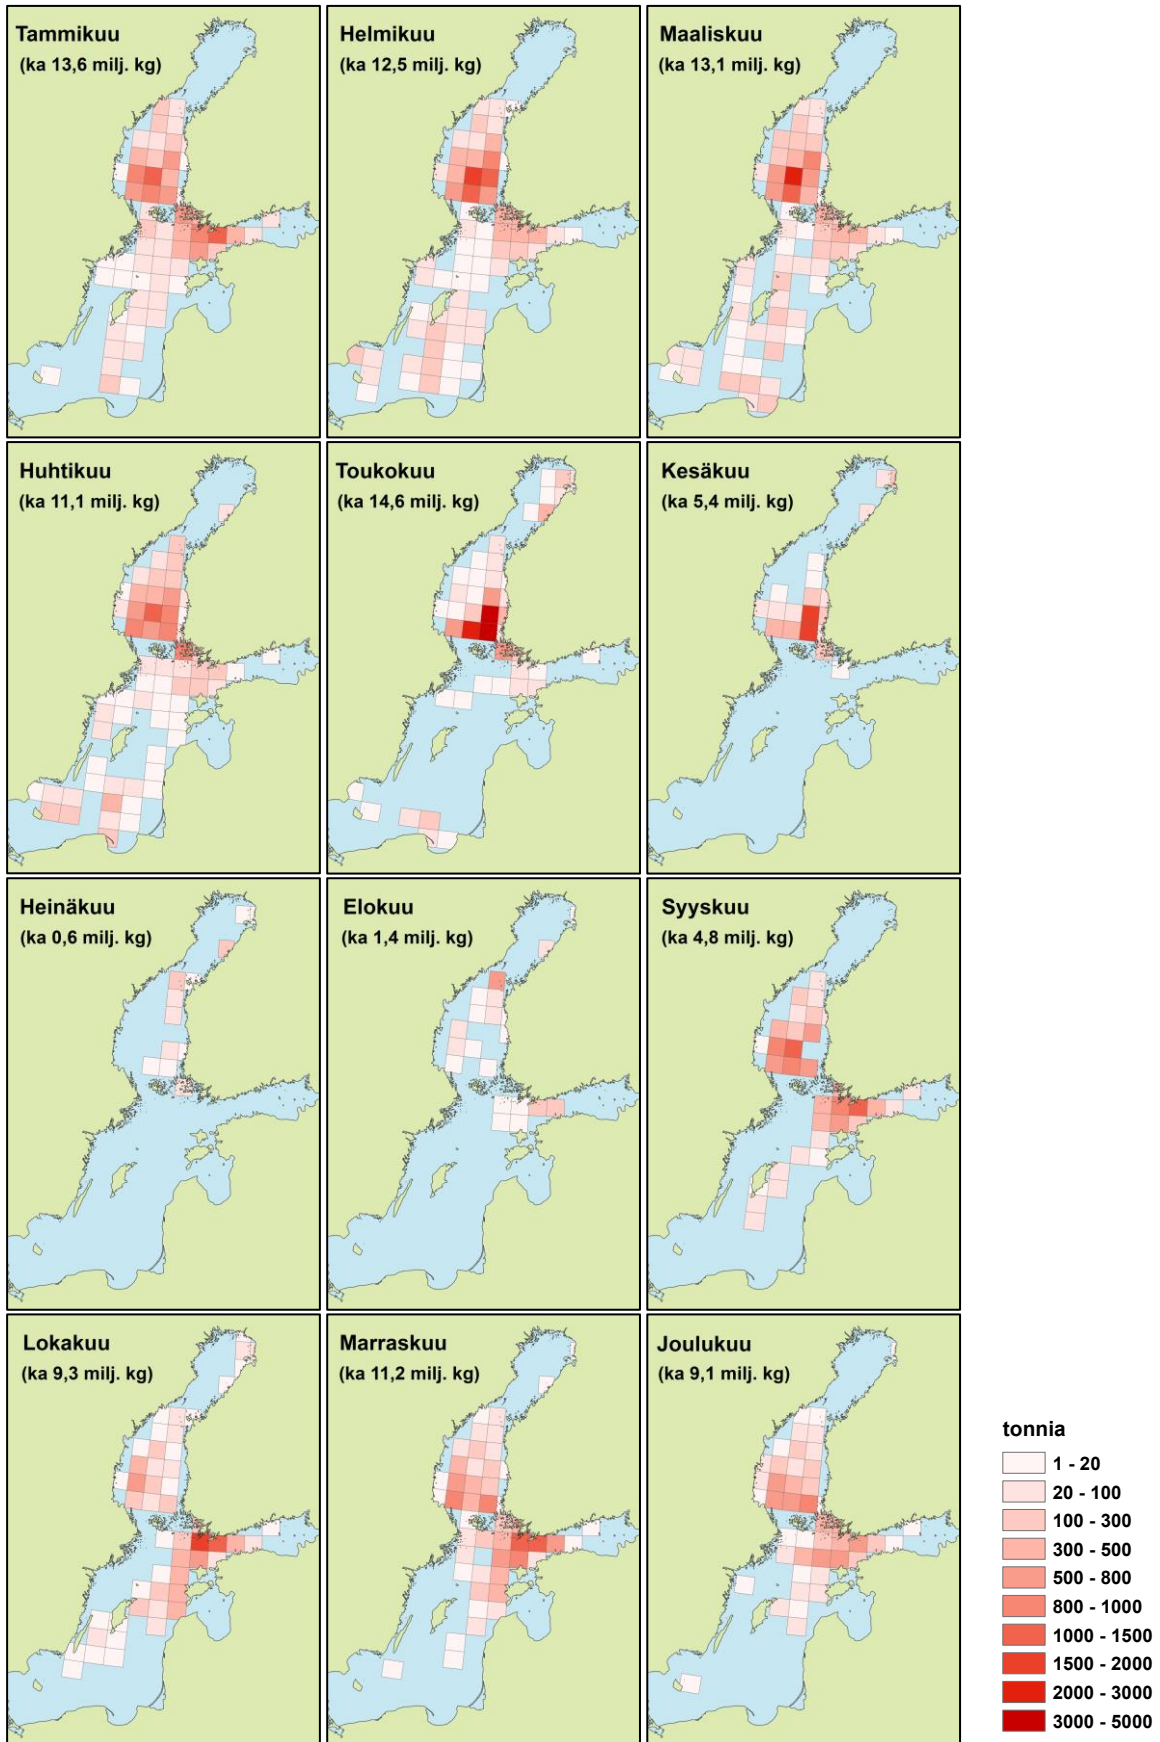 Tammikuu
(ka 13,6 milj. kg)
Helmikuu
(ka 12,5 milj. kg)
Maaliskuu
(ka 13,1 milj. kg)
Huhtikuu
(ka 11,1 milj. kg)
Toukokuu
(ka 14,6 milj. kg)
Kesäkuu
(ka 5,4 milj. kg)
Heinäkuu
(ka 0,6 milj. kg)
Elokuu
(ka 1,4 milj. kg)
Syyskuu
(ka 4,8 milj. kg)
Lokakuu
(ka 9,3 milj. kg)
Marraskuu
(ka 11,2 milj. kg)
Joulukuu
(ka 9,1 milj. kg)
tonnia
1 - 20
20 - 100
100 - 300
300 - 500
500 - 800
800 - 1000
1000 - 1500
1500 - 2000
2000 - 3000
3000 - 5000